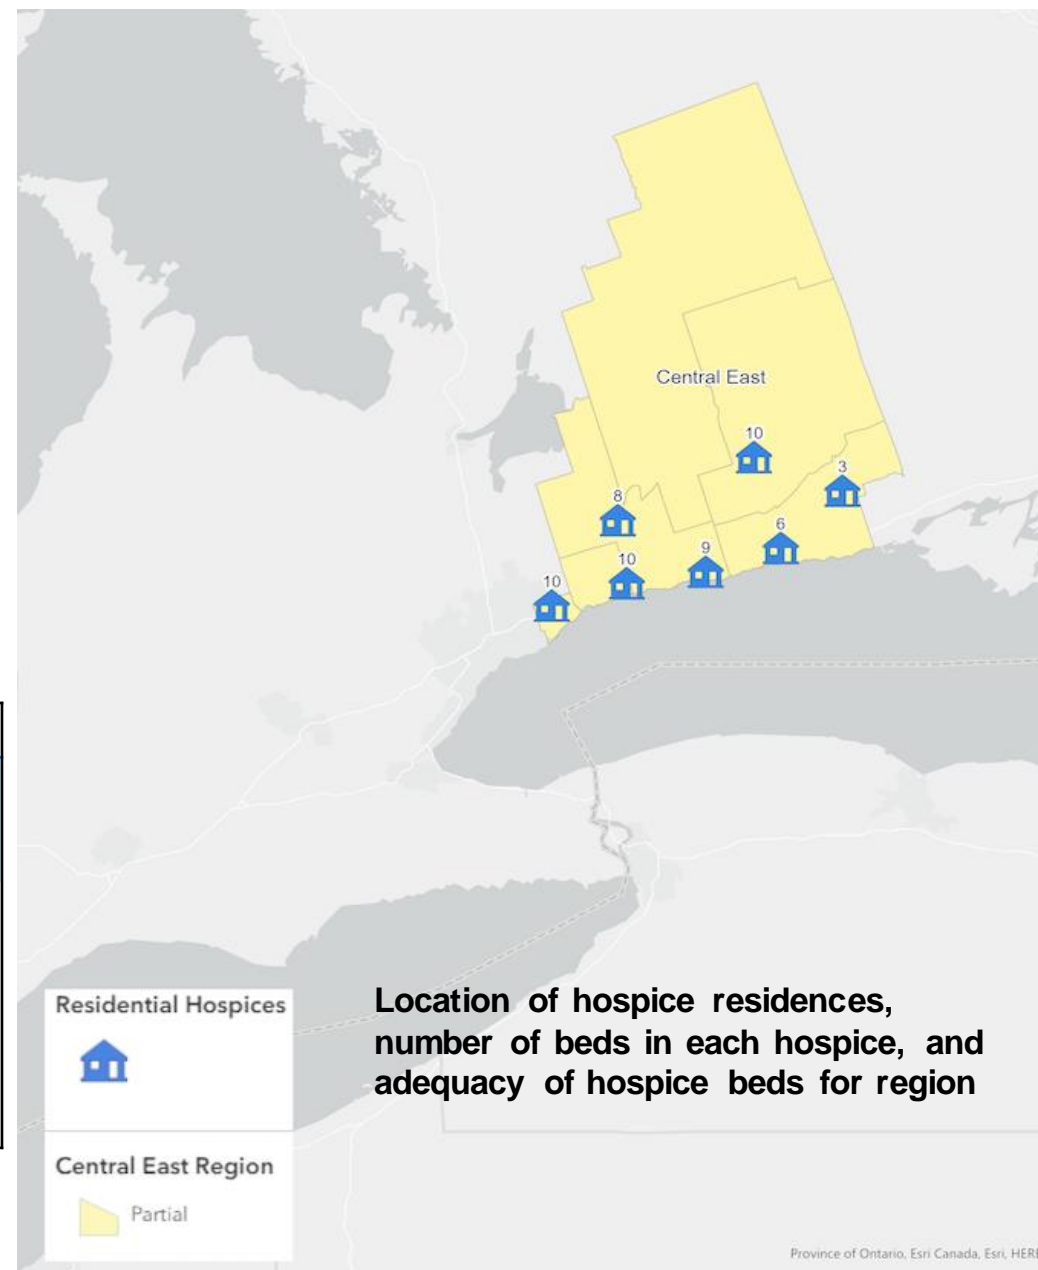 Central East
10
3
8
6
9
10
10
Residential Hospices
Location of hospice residences,
number of beds in each hospice, and
adequacy of hospice beds for region
Central East Region
Partial
Province of Ontario, Esri Canada, Esri, HERE